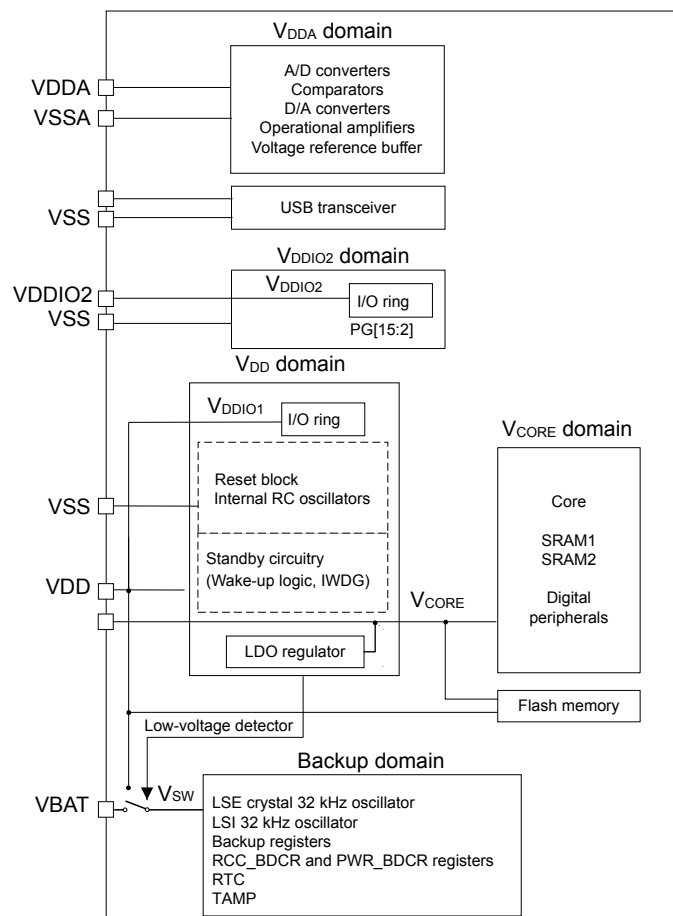 VDDA domain
VDDA
VSSA
A/D converters
Comparators
D/A converters
Operational amplifiers
Voltage reference buffer
VSS
USB transceiver
VDDIO2 domain
VDDIO2
VSS
VDDIO2
I/O ring
PG[15:2]
VDD domain
VDDIO1
I/O ring
VSS
Reset block
Internal RC oscillators
VDD
Standby circuitry
(Wake-up logic, IWDG)
LDO regulator
VCORE
VCORE domain
Core
SRAM1
SRAM2
Digital
peripherals
Flash memory
Low-voltage detector
Backup domain
VBAT
VSW
LSE crystal 32 kHz oscillator
LSI 32 kHz oscillator
Backup registers
RCC_BDCR and PWR_BDCR registers
RTC
TAMP